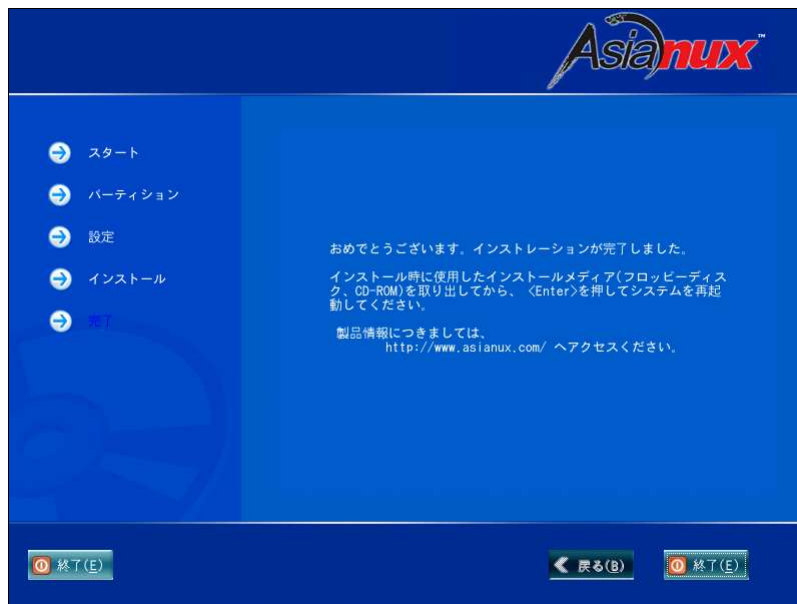 Asianux™
スタート
パーティション
設定
インストール
完了
おめでとうございます。インストレーションが完了しました。
インストール時に使用したインストールメディア(フロッピーディス
ク、CD-ROM)を取り出してから、 <Enter>を押してシステムを再起
動してください。
製品情報につきましては、
http://www.asianux.com/ へアクセスください。
終了(E)
戻る(B)
終了(E)